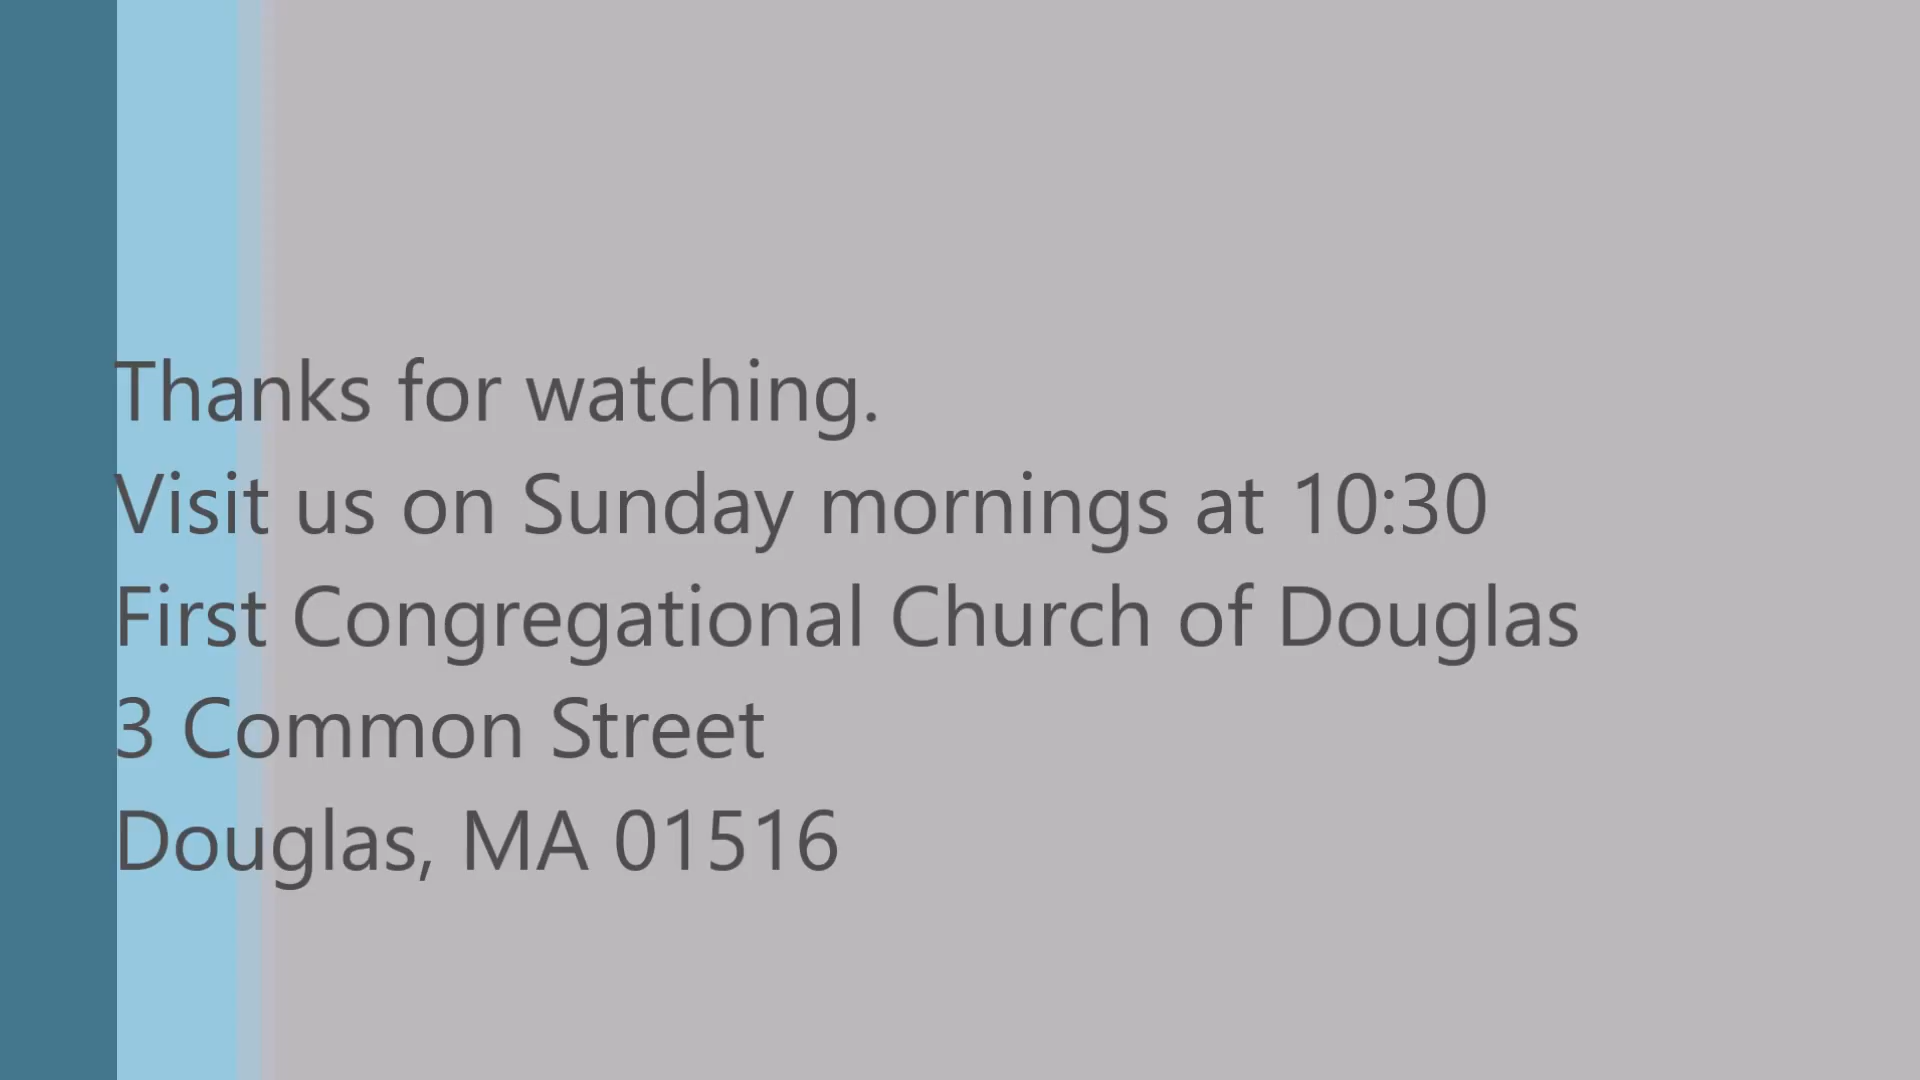 Thanks for watching.
Visit us on Sunday mornings at 10:30
First Congregational Church of Douglas
3 Common Street
Douglas, MA 01516